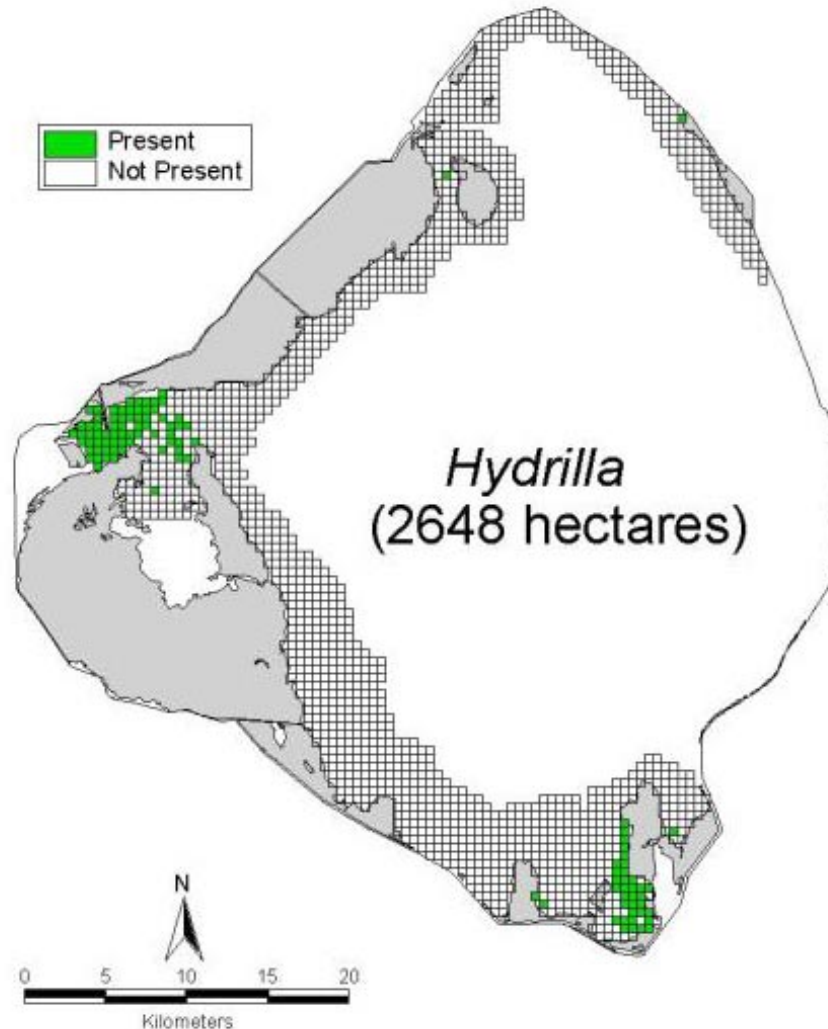 Present
Not Present
Hydrilla
(2648 hectares)
N
0 5 10 15 20
Kilometers